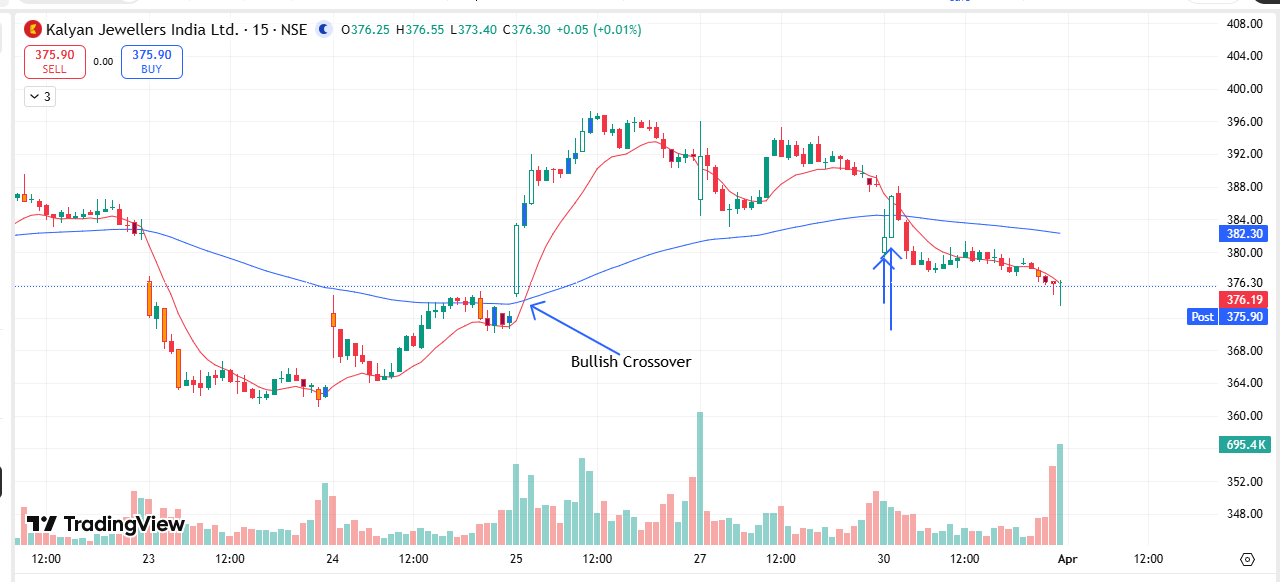 Kalyan Jewellers India Ltd. · 15 · NSE O376.25 H376.55 L373.40 C376.30 +0.05 (+0.01%)
375.90 SELL
0.00
375.90 BUY
3
408.00
404.00
400.00
396.00
392.00
388.00
384.00
382.30
380.00
376.30
376.19
Post 375.90
368.00
364.00
360.00
695.4K
352.00
348.00
Bullish Crossover
TradingView
12:00 23 12:00 24 12:00 25 12:00 27 12:00 30 12:00 Apr 12:00